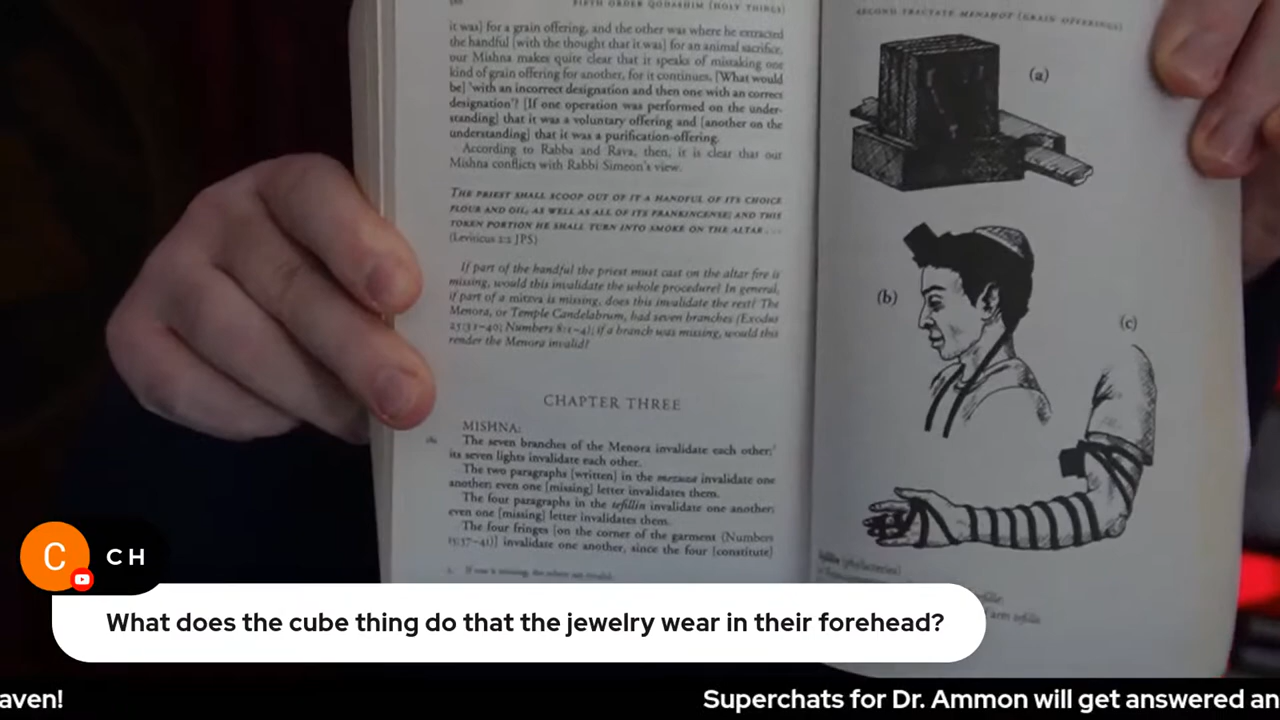 FIFTH ORDER QODASHIM (HOLY THINGS)
it was] for a grain offering, and the other was where he extracted
the handful [with the thought that it was] for an animal sacrifice,
our Mishna makes quite clear that it speaks of mistaking one
kind of grain offering for another, for it continues, [What would
be] 'with an incorrect designation and then one with an correct
designation'? [If one operation was performed on the under-
standing] that it was a voluntary offering and [another on the
understanding] that it was a purification-offering.
According to Rabba and Rava, then, it is clear that our
Mishna conflicts with Rabbi Simeon's view.
THE PRIEST SHALL SCOOP OUT OF IT A HANDFUL OF ITS CHOICE
FLOUR AND OIL, AS WELL AS ALL OF ITS FRANKINCENSE; AND THIS
TOKEN PORTION HE SHALL TURN INTO SMOKE ON THE ALTAR...
(Leviticus 2:2 JPS)
If part of the handful the priest must cast on the altar fire is
missing, would this invalidate the whole procedure? In general,
if part of a mitzva is missing, does this invalidate the rest? The
Menora, or Temple Candelabrum, had seven branches (Exodus
25:31-40; Numbers 8:1-4); if a branch was missing, would this
render the Menora invalid?
CHAPTER THREE
MISHNA:
The seven branches of the Menora invalidate each other;
its seven lights invalidate each other.
The two paragraphs [written] in the mezuza invalidate one
another; even one [missing] letter invalidates them.
The four paragraphs in the tefillin invalidate one another;
even one [missing] letter invalidates them.
The four fringes [on the corner of the garment (Numbers
15:37-41)] invalidate one another, since the four [constitute]
SECOND TRACTATE MENAHOT (GRAIN OFFERINGS)
(a)
(b)
(c)
(phylacteries)
C
C H
What does the cube thing do that the jewelry wear in their forehead?
aven!
Superchats for Dr. Ammon will get answered an